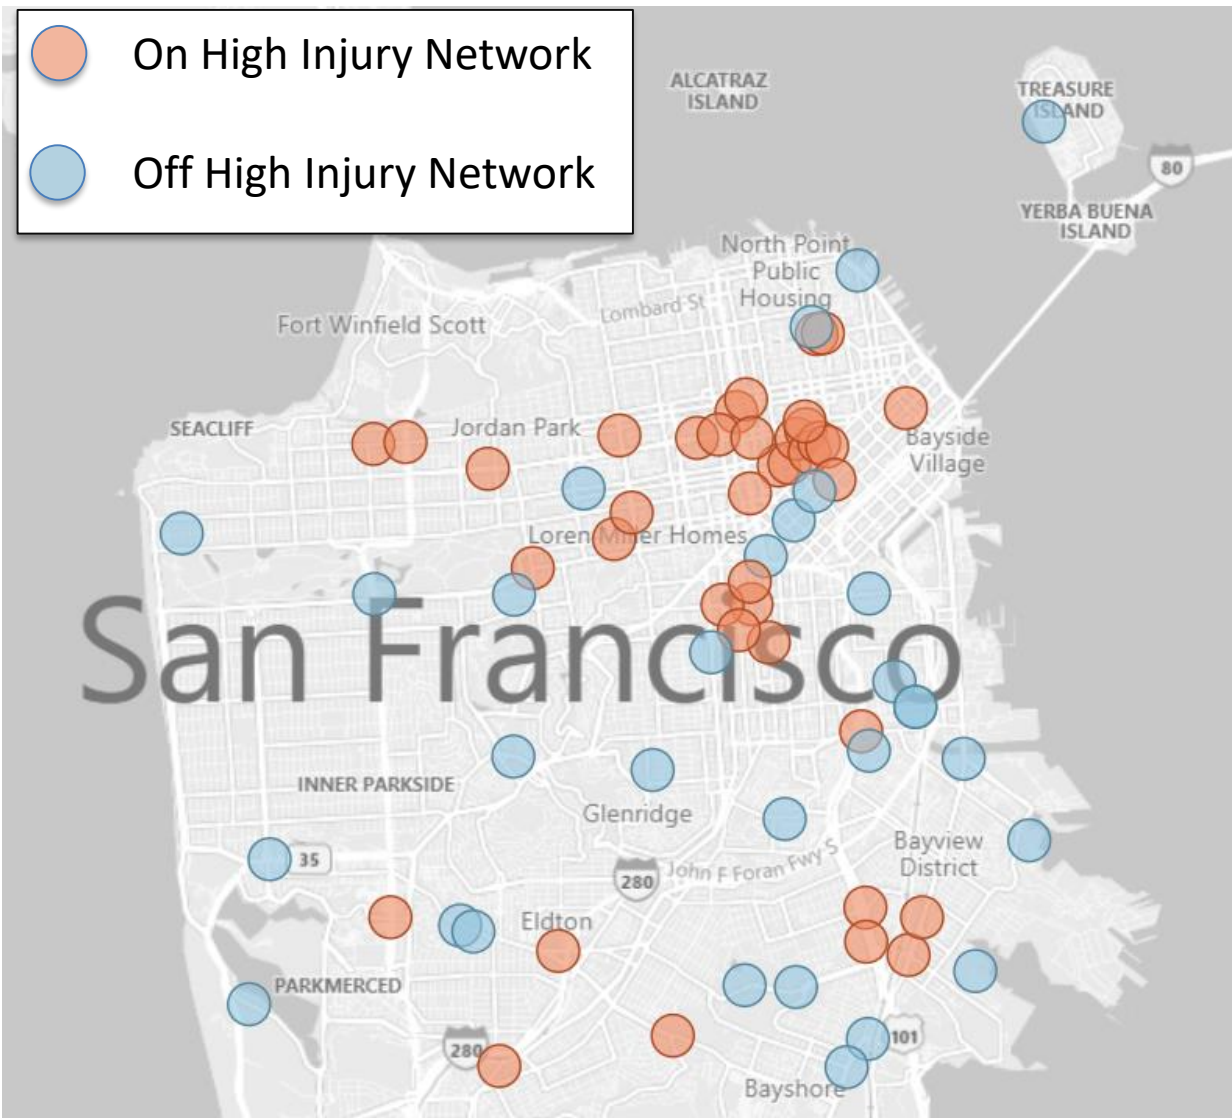 On High Injury Network
Off High Injury Network
ALCATRAZ
ISLAND
TREASURE
ISLAND
80
YERBA BUENA
ISLAND
North Point
Public
Housing
Lombard St
Fort Winfield Scott
SEACLIFF
Jordan Park
Bayside
Village
Loren Miller Homes
San Francisco
INNER PARKSIDE
Glenridge
35
280
John F Foran Fwy S
Bayview
District
Eldton
PARKMERCED
280
101
Bayshore